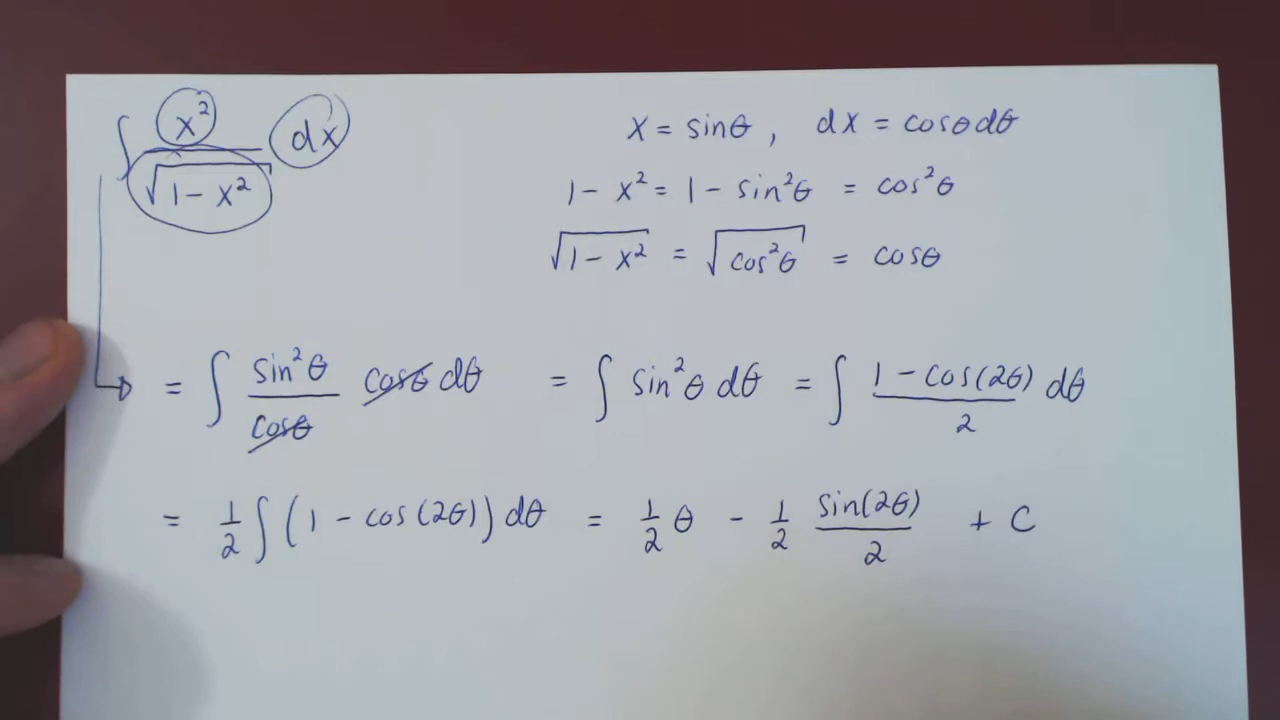 ∫ x²/√(1 - x²) dx
x = sinθ, dx = cosθdθ
1 - x² = 1 - sin²θ = cos²θ
√(1 - x²) = √(cos²θ) = cosθ
= ∫ sin²θ/cosθ cosθ dθ = ∫ sin²θ dθ = ∫ (1 - cos(2θ))/2 dθ
= 1/2 ∫ (1 - cos(2θ)) dθ = 1/2 θ - 1/2 sin(2θ)/2 + C